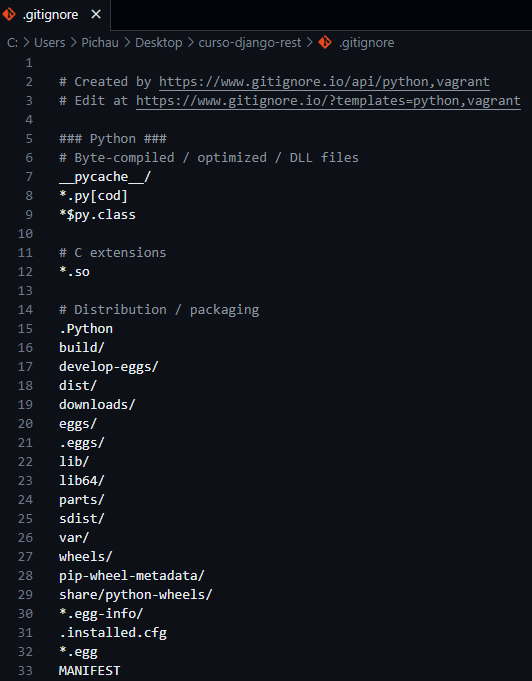 .gitignore
C: > Users > Pichau > Desktop > curso-django-rest > .gitignore
1
2 # Created by https://www.gitignore.io/api/python,vagrant
3 # Edit at https://www.gitignore.io/?templates=python,vagrant
4
5 ### Python ###
6 # Byte-compiled / optimized / DLL files
7 __pycache__/
8 *.py[cod]
9 *$py.class
10
11 # C extensions
12 *.so
13
14 # Distribution / packaging
15 .Python
16 build/
17 develop-eggs/
18 dist/
19 downloads/
20 eggs/
21 .eggs/
22 lib/
23 lib64/
24 parts/
25 sdist/
26 var/
27 wheels/
28 pip-wheel-metadata/
29 share/python-wheels/
30 *.egg-info/
31 .installed.cfg
32 *.egg
33 MANIFEST